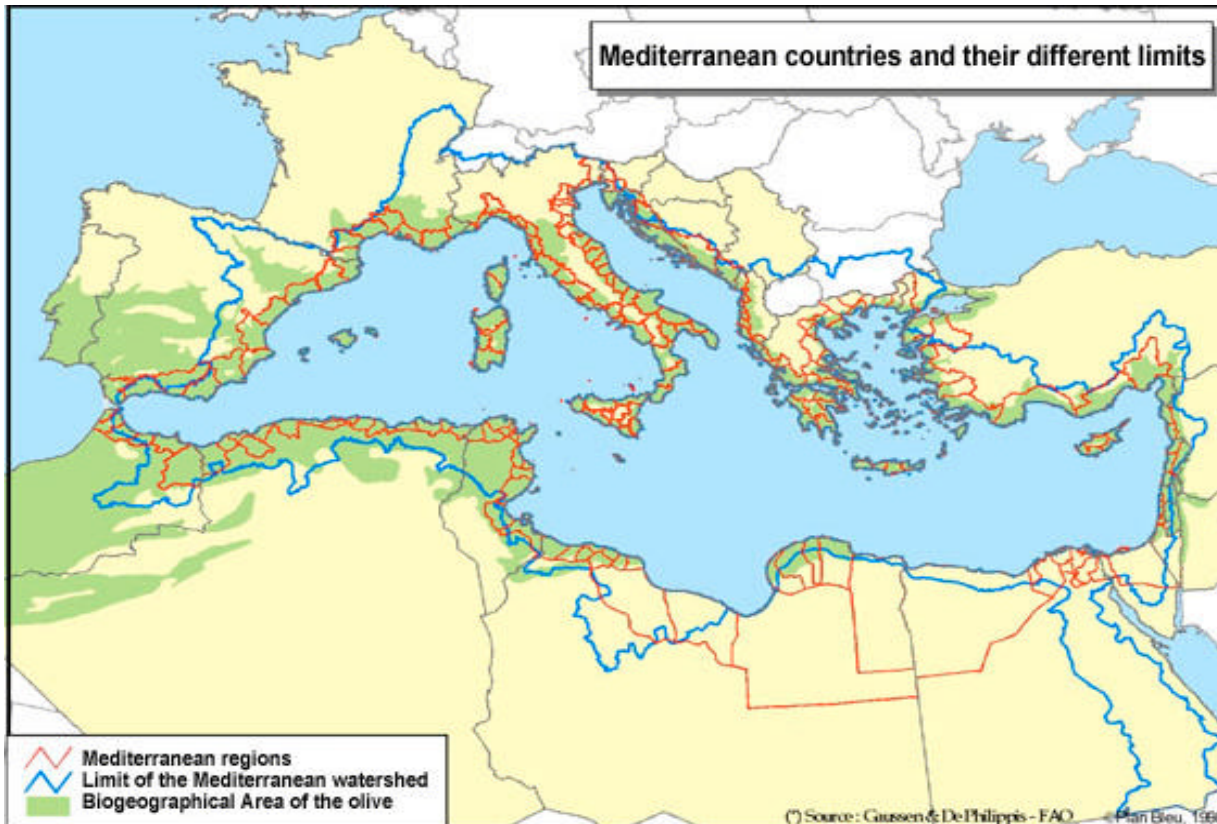 Mediterranean countries and their different limits
Mediterranean regions
Limit of the Mediterranean watershed
Biogeographical Area of the olive
(*) Source : Gaussen & De Philippis - FAO
©Plan Bleu,